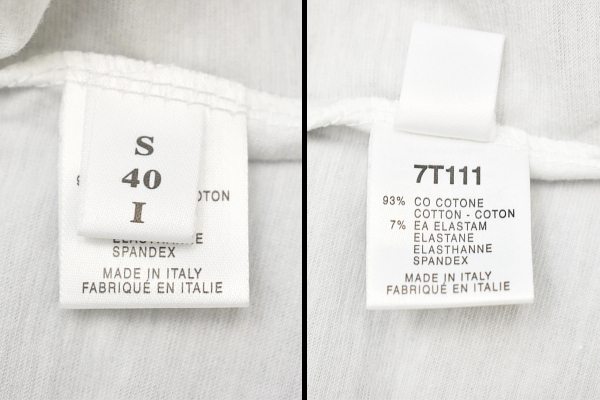 S
40
I
OTON
ELASTHANNE
SPANDEX
MADE IN ITALY
FABRIQUÉ EN ITALIE
7T111
93% CO COTONE
COTTON - COTON
7% EA ELASTAM
ELASTANE
ELASTHANNE
SPANDEX
MADE IN ITALY
FABRIQUÉ EN ITALIE